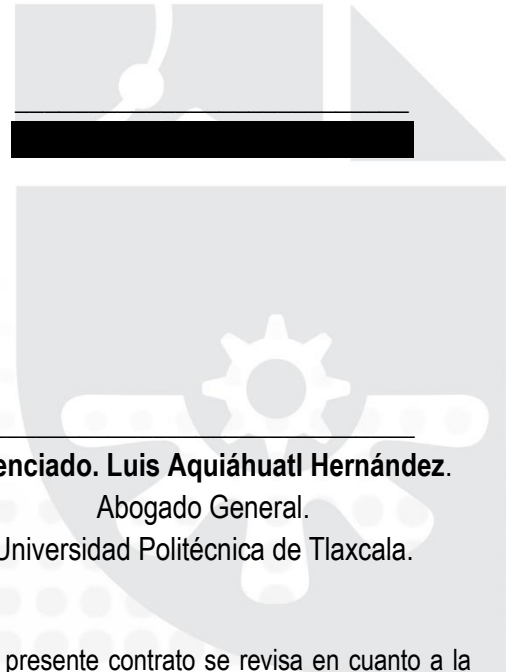 enciado. Luis Aquiáhuatl Hernández.
Abogado General.
Universidad Politécnica de Tlaxcala.
presente contrato se revisa en cuanto a la